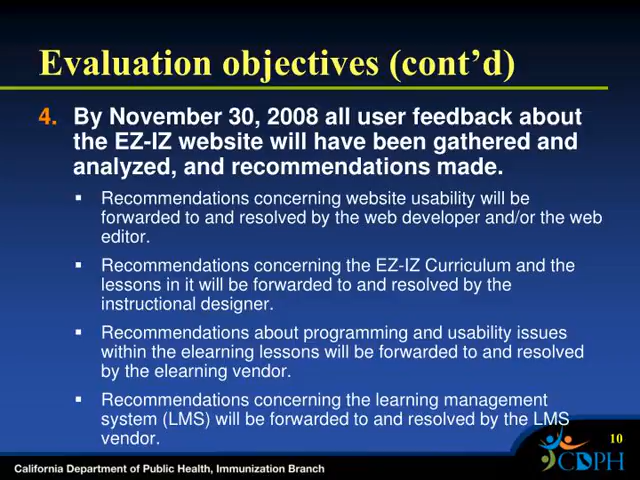 Evaluation objectives (cont’d)
4. By November 30, 2008 all user feedback about
the EZ-IZ website will have been gathered and
analyzed, and recommendations made.
▪ Recommendations concerning website usability will be
forwarded to and resolved by the web developer and/or the web
editor.
▪ Recommendations concerning the EZ-IZ Curriculum and the
lessons in it will be forwarded to and resolved by the
instructional designer.
▪ Recommendations about programming and usability issues
within the elearning lessons will be forwarded to and resolved
by the elearning vendor.
▪ Recommendations concerning the learning management
system (LMS) will be forwarded to and resolved by the LMS
vendor.
10
CDPH
California Department of Public Health, Immunization Branch